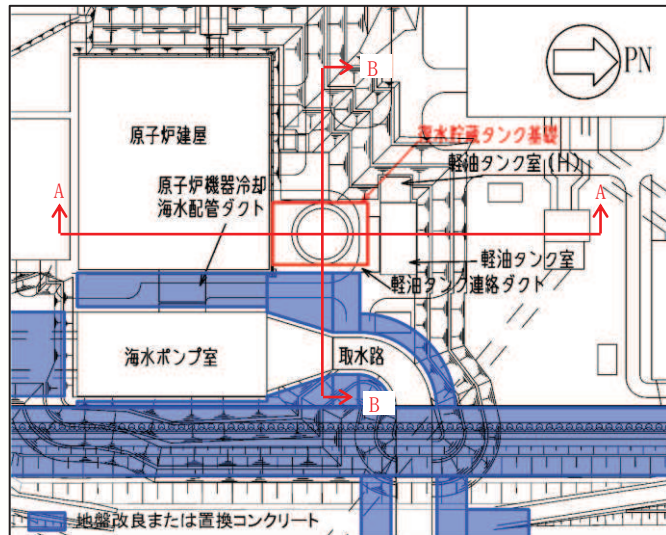 B
PN
原子炉建屋
復水貯蔵タンク基礎
軽油タンク室(H)
原子炉機器冷却
海水配管ダクト
A
A
軽油タンク室
軽油タンク連絡ダクト
海水ポンプ室
取水路
B
地盤改良または置換コンクリート